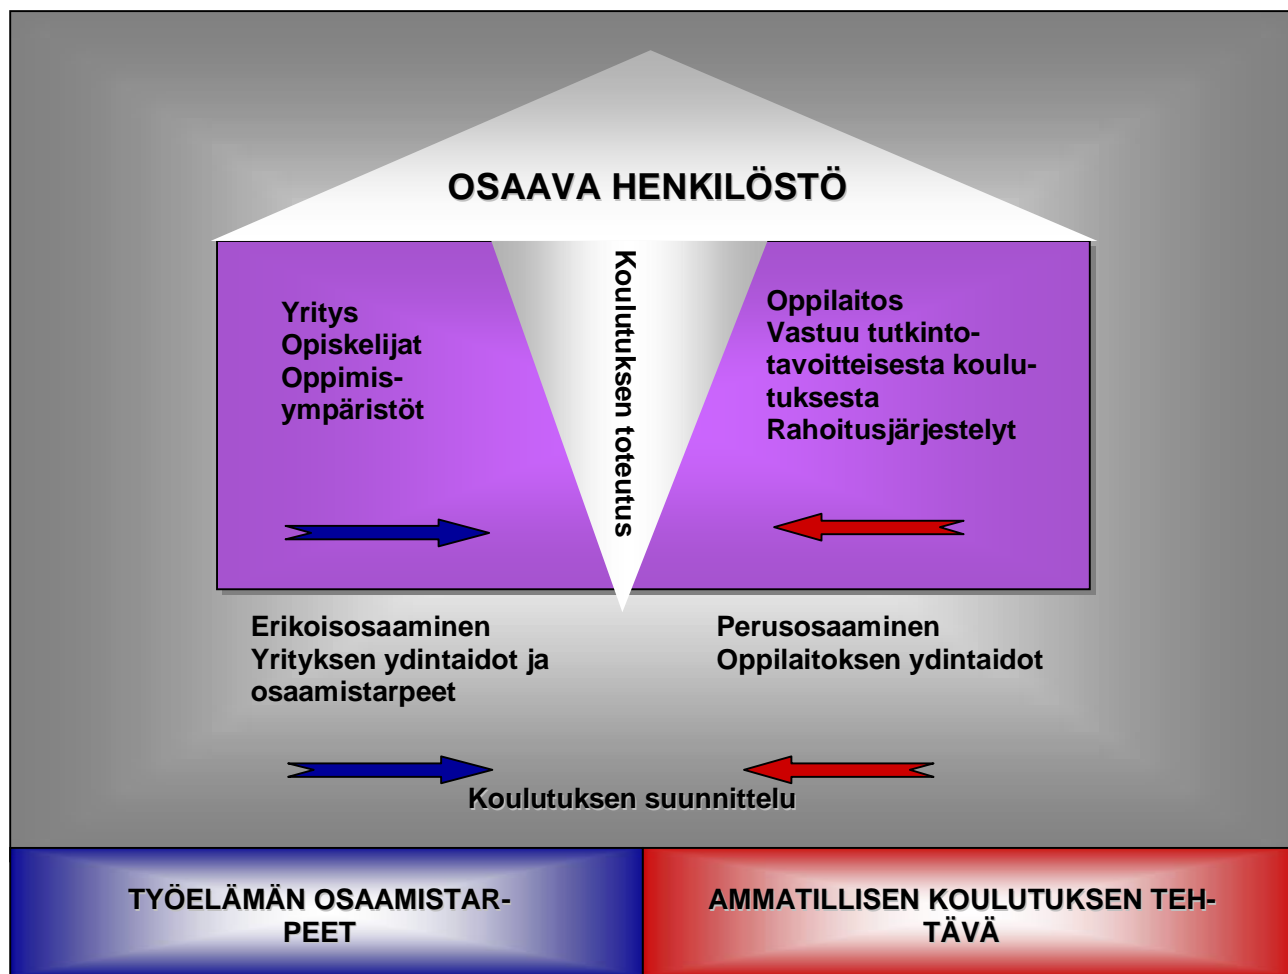 OSAAVA HENKILÖSTÖ
Yritys
Opiskelijat
Oppimis-
ympäristöt
Koulutuksen toteutus
Oppilaitos
Vastuu tutkinto-
tavoitteisesta koulu-
tuksesta
Rahoitusjärjestelyt
Erikoisosaaminen
Yrityksen ydintaidot ja
osaamistarpeet
Perusosaaminen
Oppilaitoksen ydintaidot
Koulutuksen suunnittelu
TYÖELÄMÄN OSAAMISTAR-
PEET
AMMATILLISEN KOULUTUKSEN TEH-
TÄVÄ